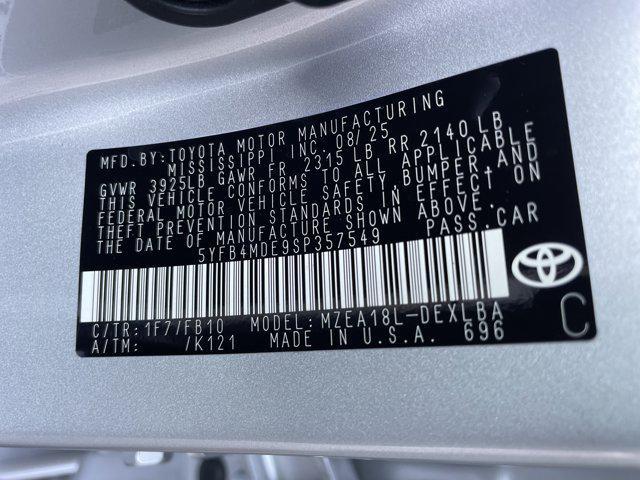 MFD.BY:TOYOTA MOTOR MANUFACTURING
MISSISSIPPI INC. 08/25
GVWR 3925LB GAWR FR 2315 LB RR 2140 LB
THIS VEHICLE CONFORMS TO ALL APPLICABLE
FEDERAL MOTOR VEHICLE SAFETY,BUMPER AND
THEFT PREVENTION STANDARDS IN EFFECT ON
THE DATE OF MANUFACTURE SHOWN ABOVE.
5YFB4MDE9SP357549 PASS.CAR
C/TR:1F7/FB10 MODEL:MZEA18L-DEXLBA
A/TM: /K121 MADE IN U.S.A. 696
C